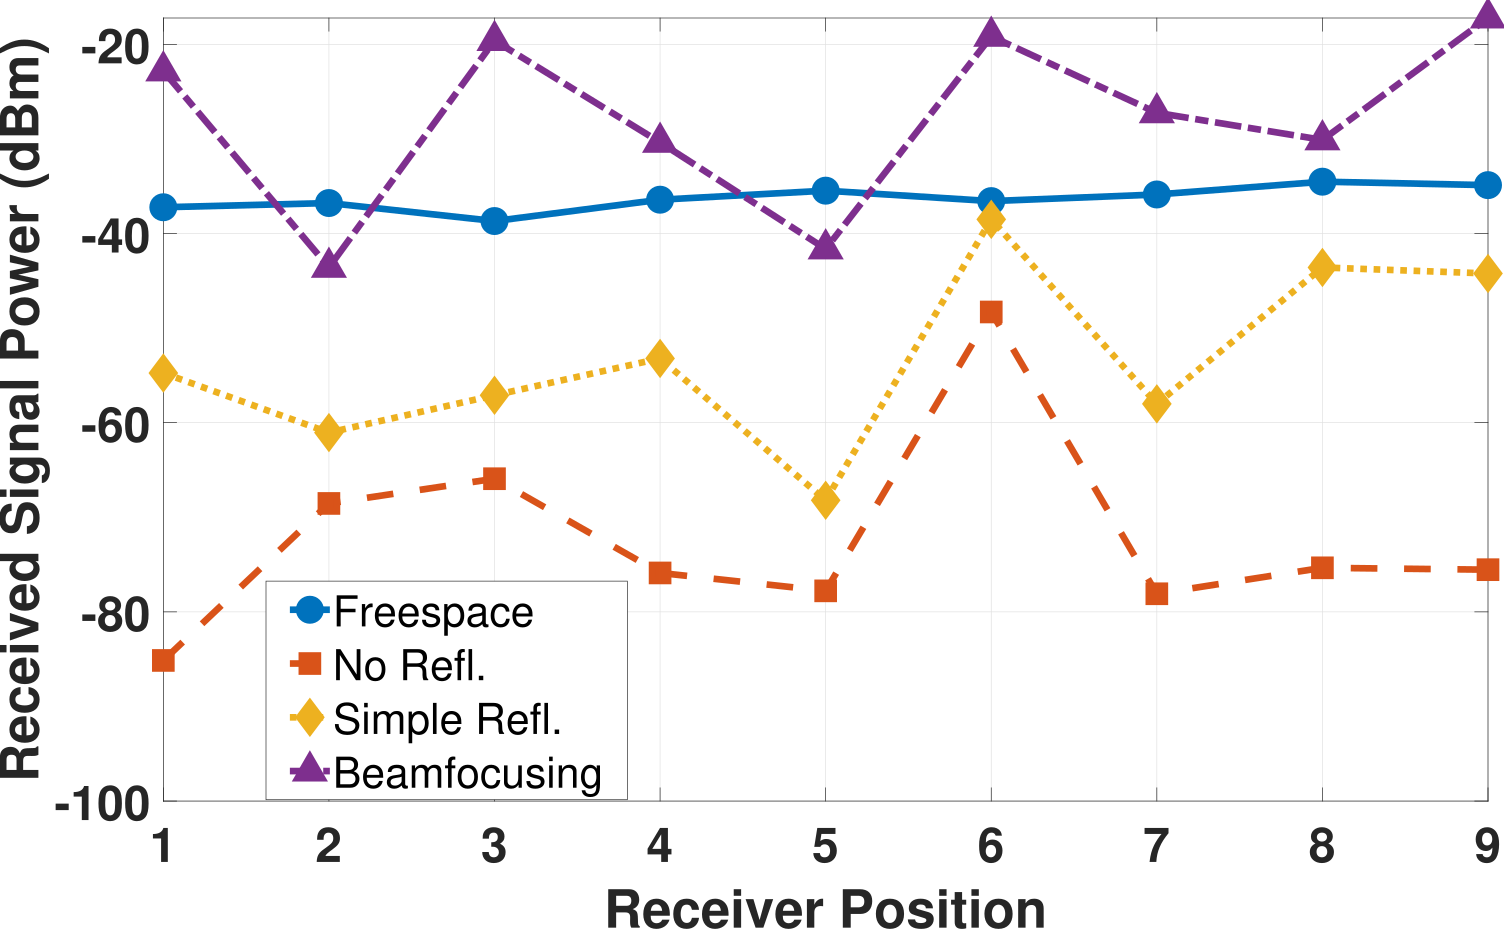 Received Signal Power (dBm)
-20
-40
-60
-80
-100
Freespace
No Refl.
Simple Refl.
Beamfocusing
1 2 3 4 5 6 7 8 9
Receiver Position